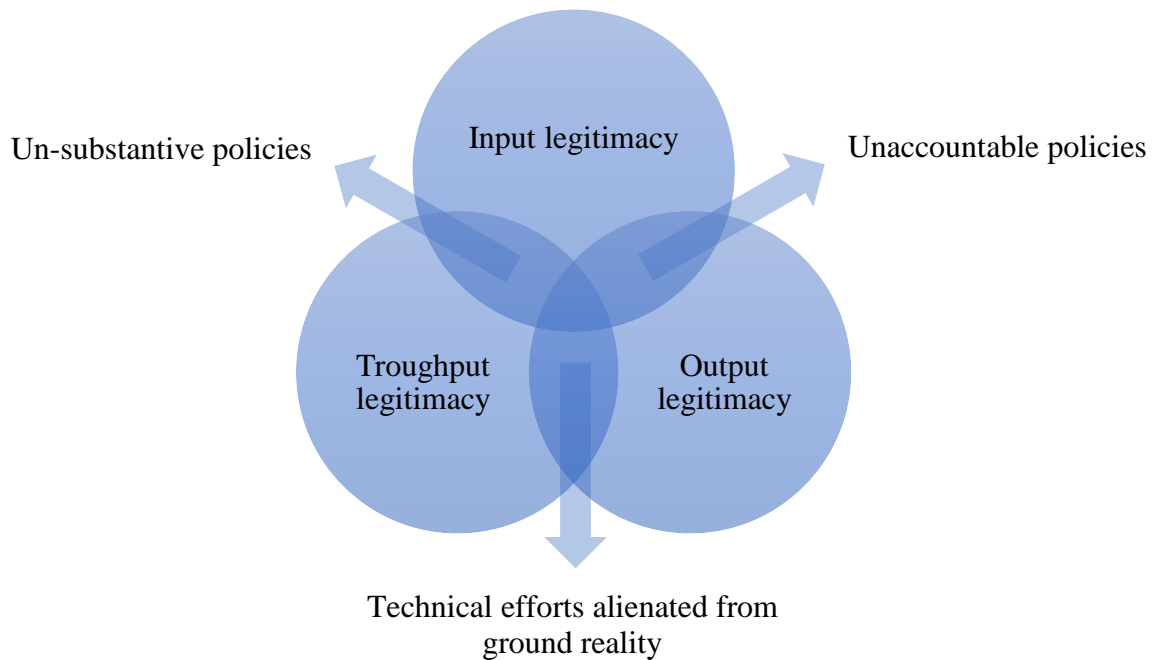 Input legitimacy
Un-substantive policies
Unaccountable policies
Troughput
legitimacy
Output
legitimacy
Technical efforts alienated from
ground reality